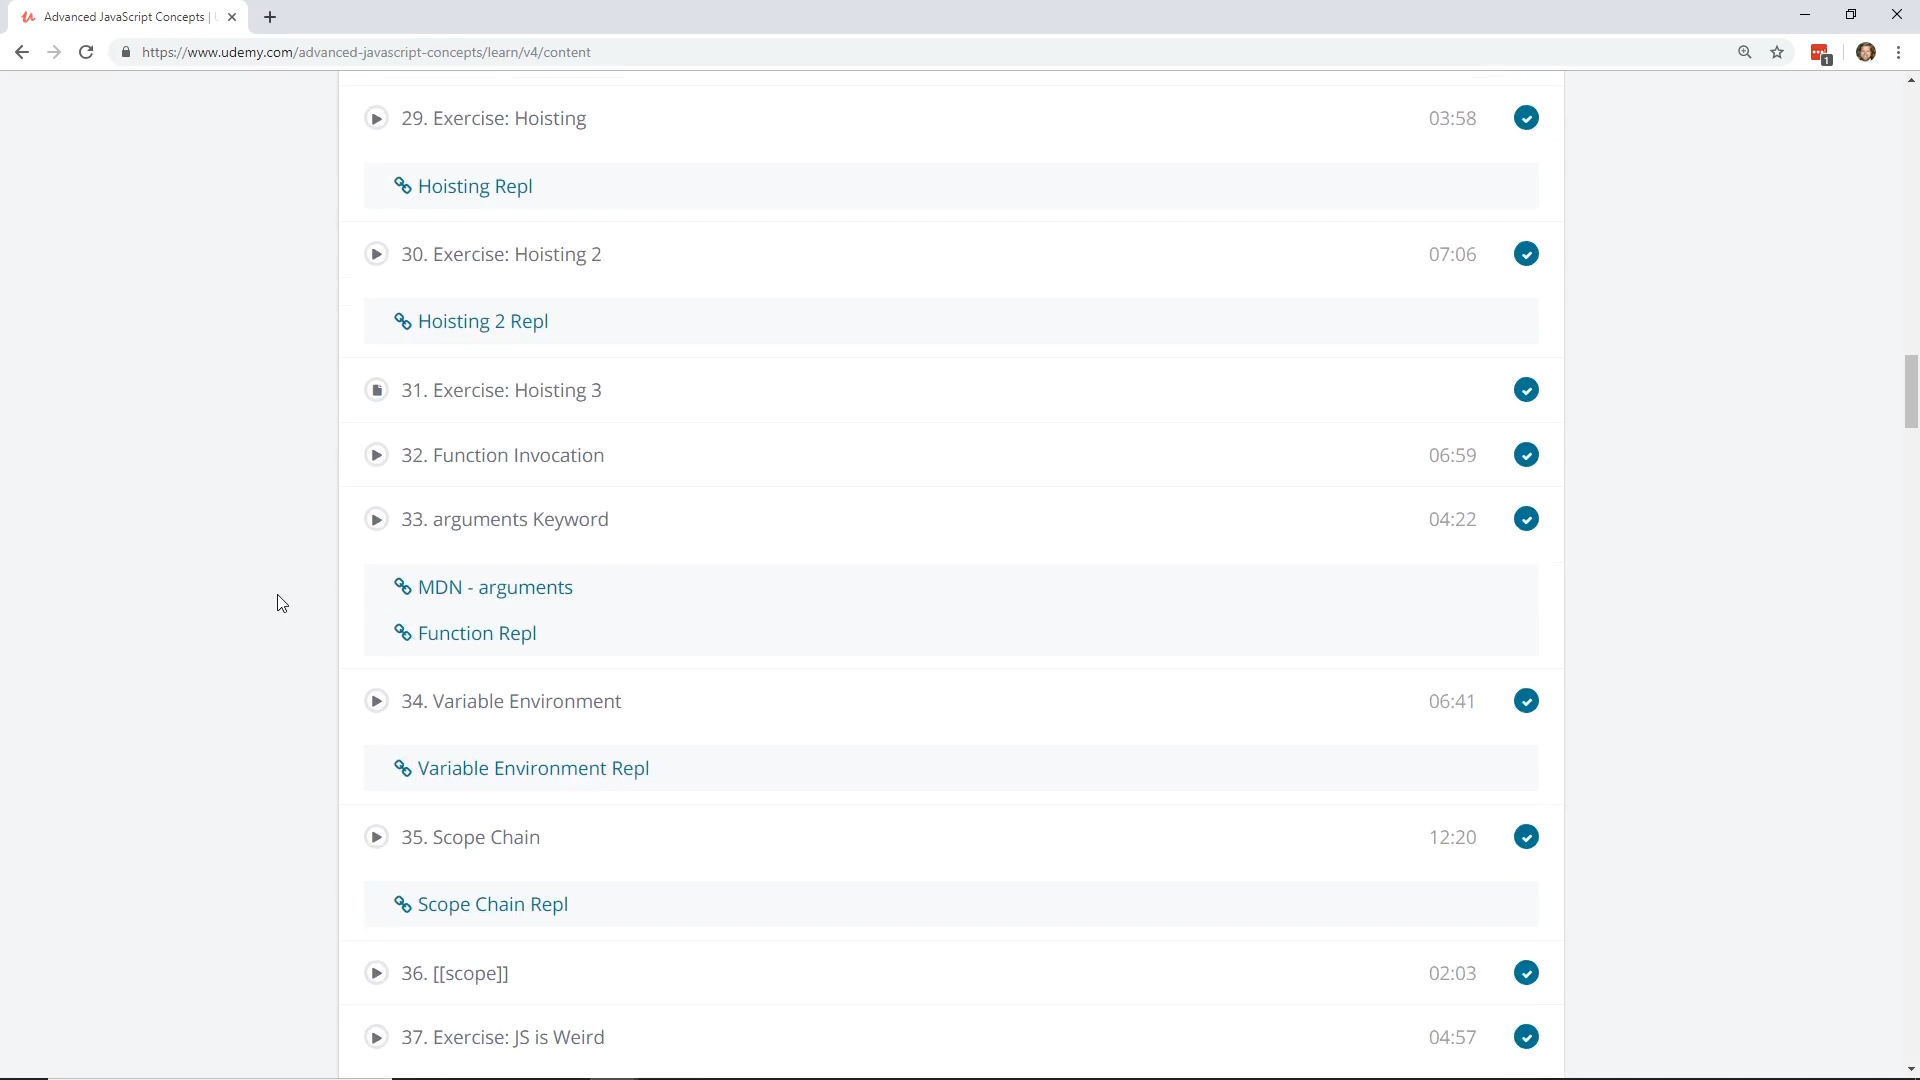 Advanced JavaScript Concepts |
https://www.udemy.com/advanced-javascript-concepts/learn/v4/content
1
29. Exercise: Hoisting 03:58
Hoisting Repl
30. Exercise: Hoisting 2 07:06
Hoisting 2 Repl
31. Exercise: Hoisting 3
32. Function Invocation 06:59
33. arguments Keyword 04:22
MDN - arguments
Function Repl
34. Variable Environment 06:41
Variable Environment Repl
35. Scope Chain 12:20
Scope Chain Repl
36. [[scope]] 02:03
37. Exercise: JS is Weird 04:57